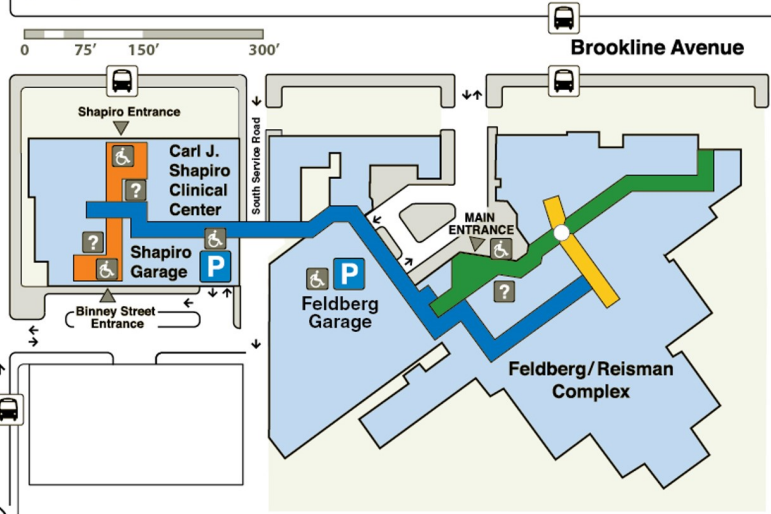 0 75′ 150′ 300′
Brookline Avenue
Shapiro Entrance
?
Carl J.
Shapiro
Clinical
Center
South Service Road
MAIN
ENTRANCE
?
Shapiro
Garage
P
P
Feldberg
Garage
?
Binney Street
Entrance
Feldberg/Reisman
Complex